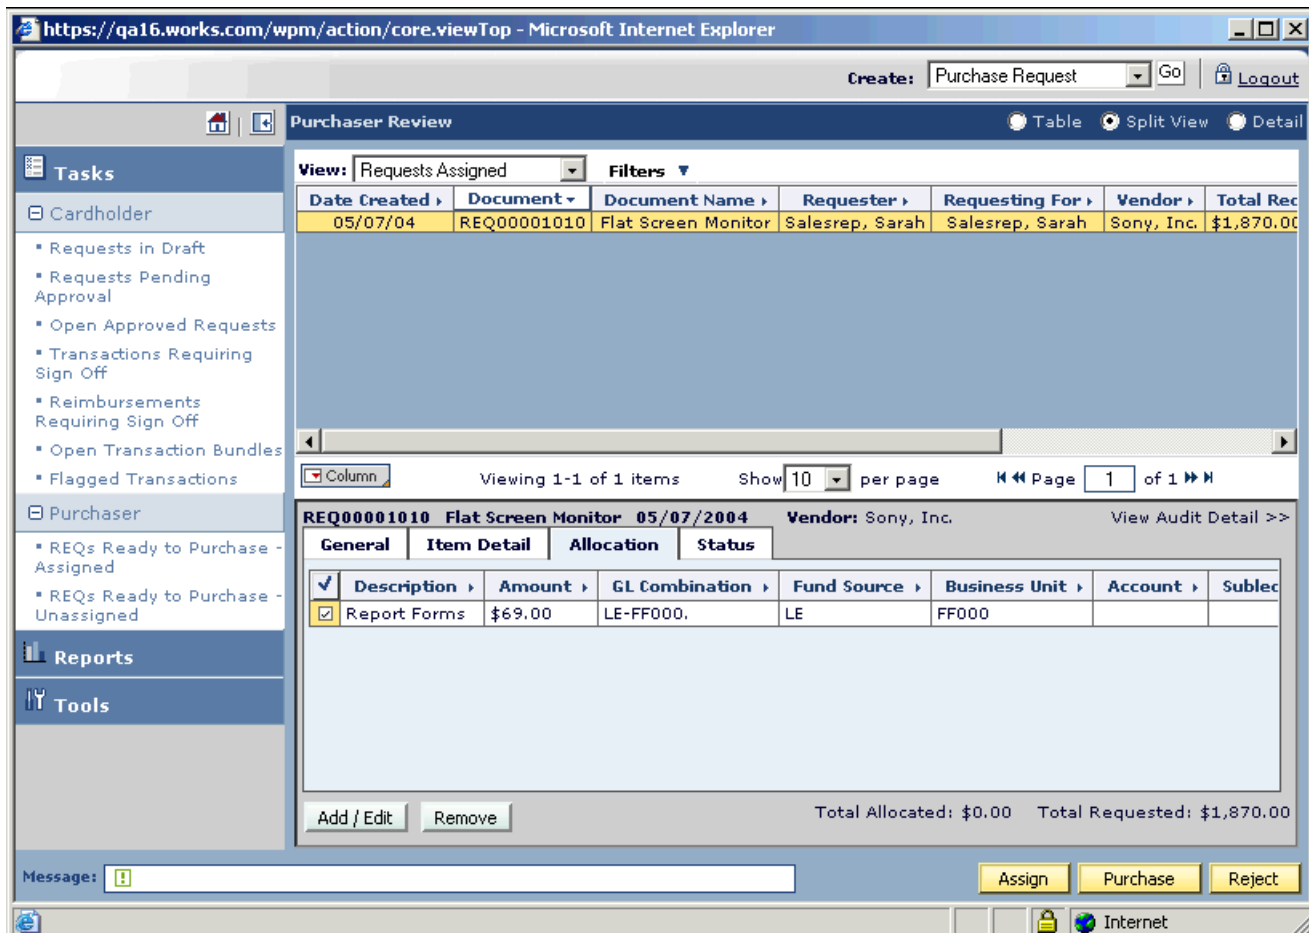 https://qa16.works.com/wpm/action/core.viewTop - Microsoft Internet Explorer
Create: Purchase Request Go Logout
Purchaser Review Table Split View Detail
Tasks
Cardholder
Requests in Draft
Requests Pending
Approval
Open Approved Requests
Transactions Requiring
Sign Off
Reimbursements
Requiring Sign Off
Open Transaction Bundles
Flagged Transactions
Purchaser
REQs Ready to Purchase -
Assigned
REQs Ready to Purchase -
Unassigned
Reports
Tools
View: Requests Assigned Filters
Date Created Document Document Name Requester Requesting For Vendor Total Rec
05/07/04 REQ00001010 Flat Screen Monitor Salesrep, Sarah Salesrep, Sarah Sony, Inc. $1,870.00
Column Viewing 1-1 of 1 items Show 10 per page Page 1 of 1
REQ00001010 Flat Screen Monitor 05/07/2004 Vendor: Sony, Inc. View Audit Detail >>
General Item Detail Allocation Status
Description Amount GL Combination Fund Source Business Unit Account Sublec
Report Forms $69.00 LE-FF000. LE FF000
Add / Edit Remove Total Allocated: $0.00 Total Requested: $1,870.00
Message: Assign Purchase Reject
Internet